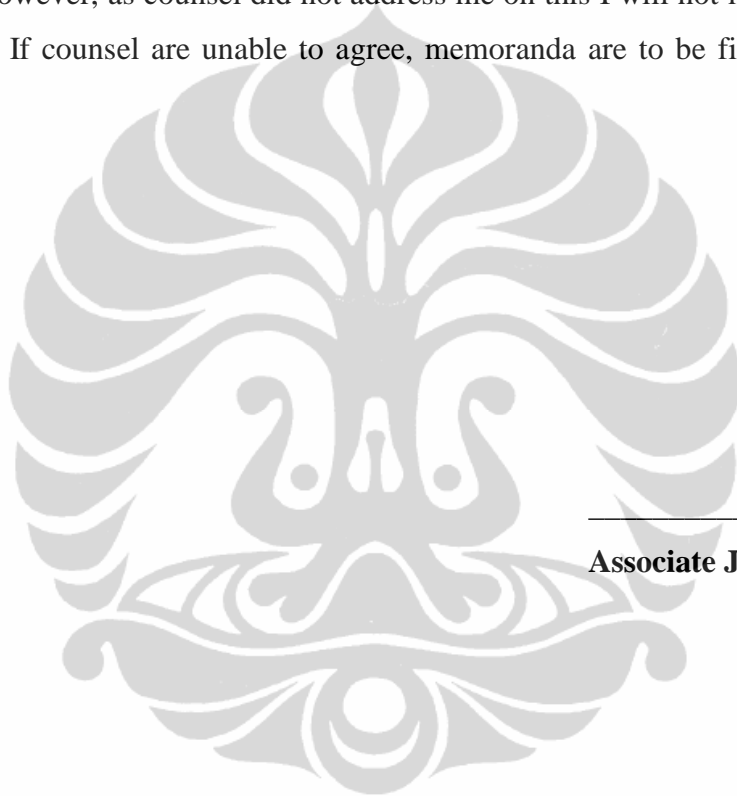 owever, as counsel did not address me on this I will not
If counsel are unable to agree, memoranda are to be fi
Associate J